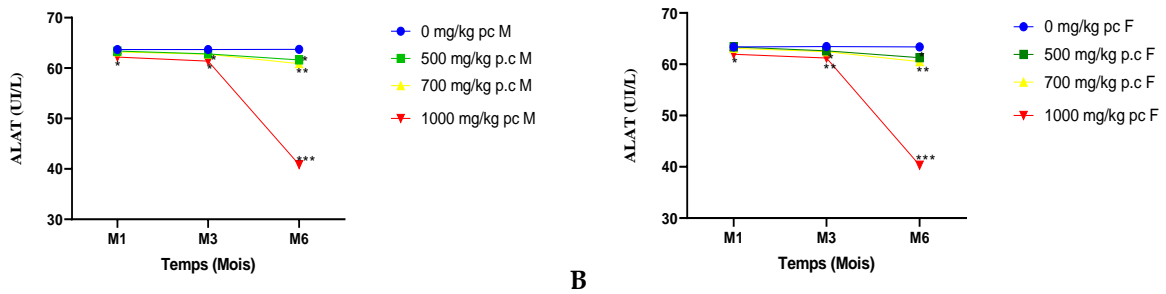 70
60
50
40
30
ALAT (UI/L)
M1 M3 M6
Temps (Mois)
* * * * ** ***
0 mg/kg pc M
500 mg/kg p.c M
700 mg/kg p.c M
1000 mg/kg pc M
B
70
60
50
40
30
ALAT (UI/L)
M1 M3 M6
Temps (Mois)
* * ** * ** ***
0 mg/kg pc F
500 mg/kg p.c F
700 mg/kg p.c F
1000 mg/kg pc F